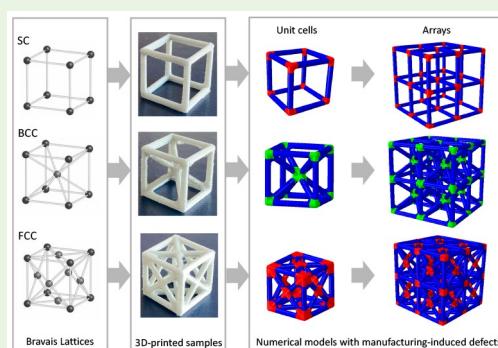 SC
BCC
FCC
Bravais Lattices
3D-printed samples
Unit cells
Arrays
Numerical models with manufacturing-induced defects